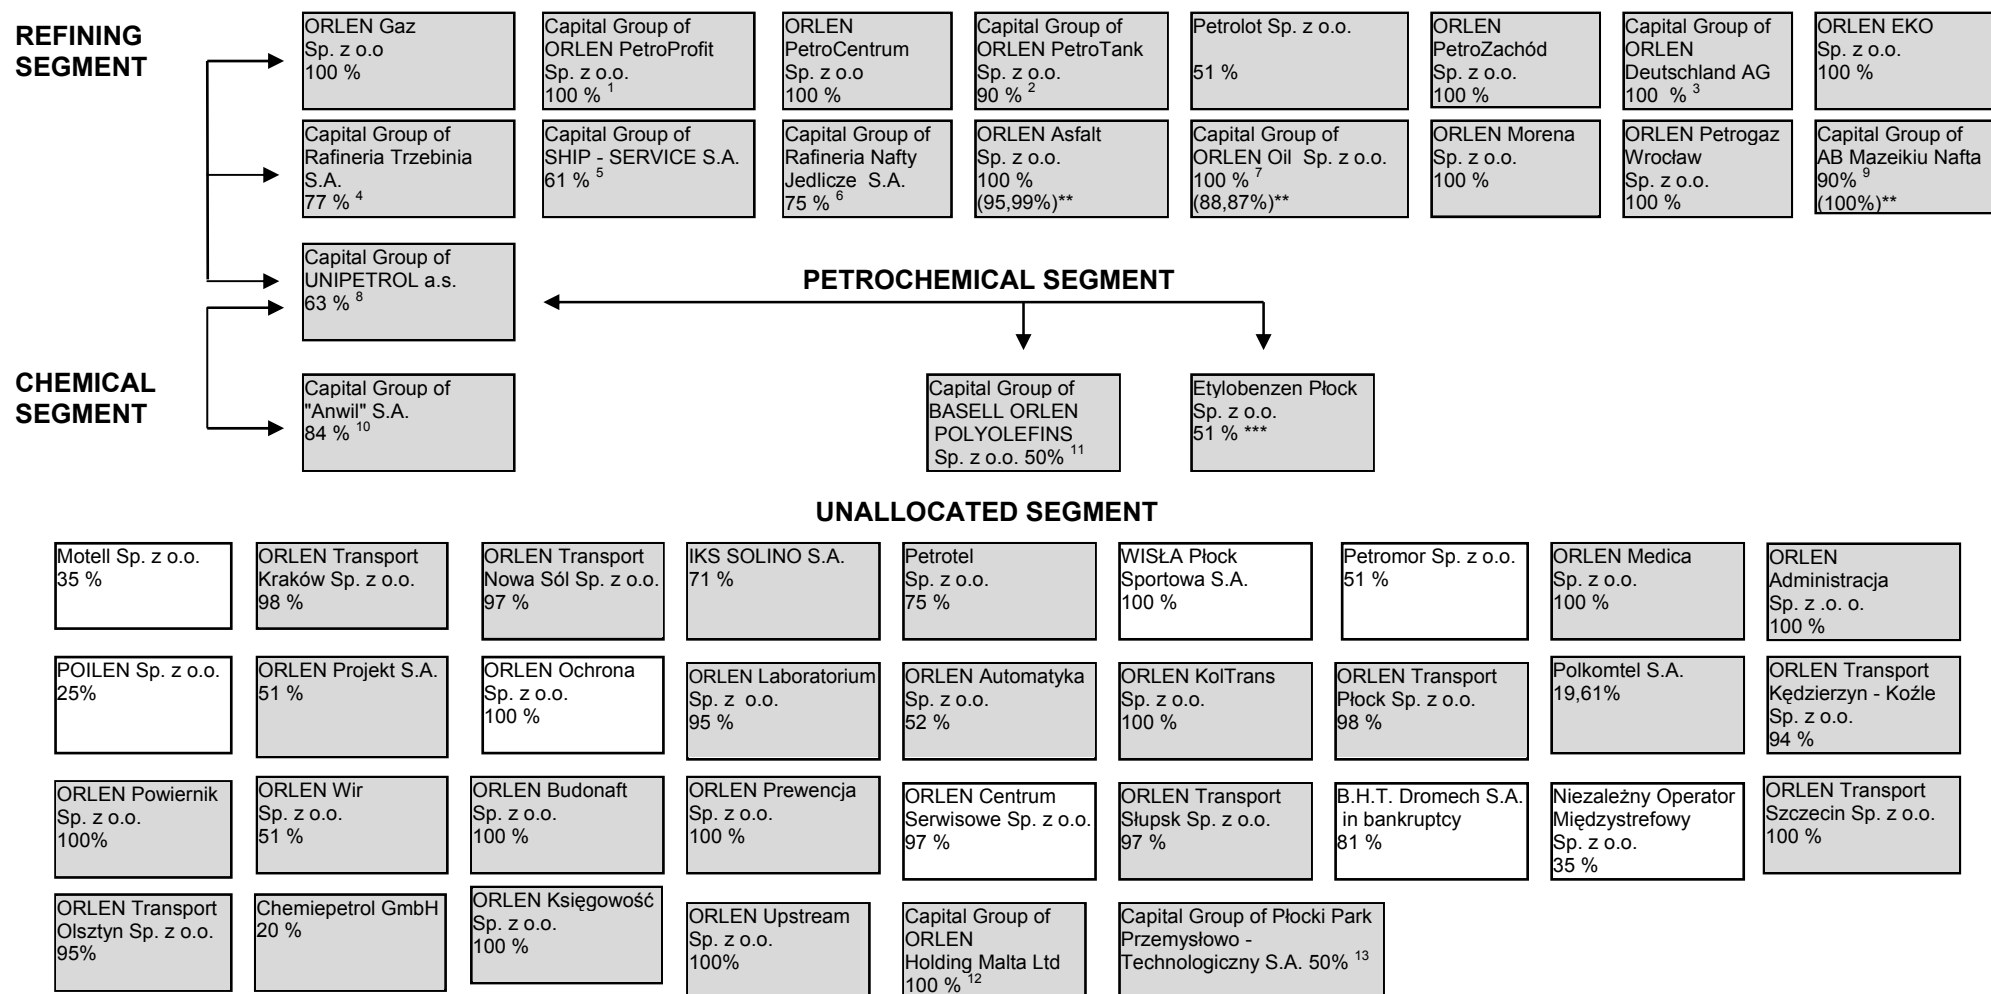 REFINING
SEGMENT
ORLEN Gaz
Sp. z o.o
100 %
Capital Group of
ORLEN PetroProfit
Sp. z o.o.
100 % 1
ORLEN
PetroCentrum
Sp. z o.o
100 %
Capital Group of
ORLEN PetroTank
Sp. z o.o.
90 % 2
Petrolot Sp. z o.o.
51 %
ORLEN
PetroZachód
Sp. z o.o.
100 %
Capital Group of
ORLEN
Deutschland AG
100 % 3
ORLEN EKO
Sp. z o.o.
100 %
Capital Group of
Rafineria Trzebinia
S.A.
77 % 4
Capital Group of
SHIP - SERVICE S.A.
61 % 5
Capital Group of
Rafineria Nafty
Jedlicze S.A.
75 % 6
ORLEN Asfalt
Sp. z o.o.
100 %
(95,99%)**
Capital Group of
ORLEN Oil Sp. z o.o.
100 % 7
(88,87%)**
ORLEN Morena
Sp. z o.o.
100 %
ORLEN Petrogaz
Wrocław
Sp. z o.o.
100 %
Capital Group of
AB Mazeikiu Nafta
90% 9
(100%)**
Capital Group of
UNIPETROL a.s.
63 % 8
PETROCHEMICAL SEGMENT
CHEMICAL
SEGMENT
Capital Group of
"Anwil" S.A.
84 % 10
Capital Group of
BASELL ORLEN
POLYOLEFINS
Sp. z o.o. 50% 11
Etylobenzen Płock
Sp. z o.o.
51 % ***
UNALLOCATED SEGMENT
Motell Sp. z o.o.
35 %
ORLEN Transport
Kraków Sp. z o.o.
98 %
ORLEN Transport
Nowa Sól Sp. z o.o.
97 %
IKS SOLINO S.A.
71 %
Petrotel
Sp. z o.o.
75 %
WISŁA Płock
Sportowa S.A.
100 %
Petromor Sp. z o.o.
51 %
ORLEN Medica
Sp. z o.o.
100 %
ORLEN
Administracja
Sp. z .o. o.
100 %
POILEN Sp. z o.o.
25%
ORLEN Projekt S.A.
51 %
ORLEN Ochrona
Sp. z o.o.
100 %
ORLEN Laboratorium
Sp. z o.o.
95 %
ORLEN Automatyka
Sp. z o.o.
52 %
ORLEN KolTrans
Sp. z o.o.
100 %
ORLEN Transport
Płock Sp. z o.o.
98 %
Polkomtel S.A.
19,61%
ORLEN Transport
Kędzierzyn - Koźle
Sp. z o.o.
94 %
ORLEN Powiernik
Sp. z o.o.
100%
ORLEN Wir
Sp. z o.o.
51 %
ORLEN Budonaft
Sp. z o.o.
100 %
ORLEN Prewencja
Sp. z o.o.
100 %
ORLEN Centrum
Serwisowe Sp. z o.o.
97 %
ORLEN Transport
Słupsk Sp. z o.o.
97 %
B.H.T. Dromech S.A.
in bankruptcy
81 %
Niezależny Operator
Międzystrefowy
Sp. z o.o.
35 %
ORLEN Transport
Szczecin Sp. z o.o.
100 %
ORLEN Transport
Olsztyn Sp. z o.o.
95%
Chemiepetrol GmbH
20 %
ORLEN Księgowość
Sp. z o.o.
100 %
ORLEN Upstream
Sp. z o.o.
100%
Capital Group of
ORLEN
Holding Malta Ltd
100 % 12
Capital Group of Płocki Park
Przemysłowo -
Technologiczny S.A. 50% 13